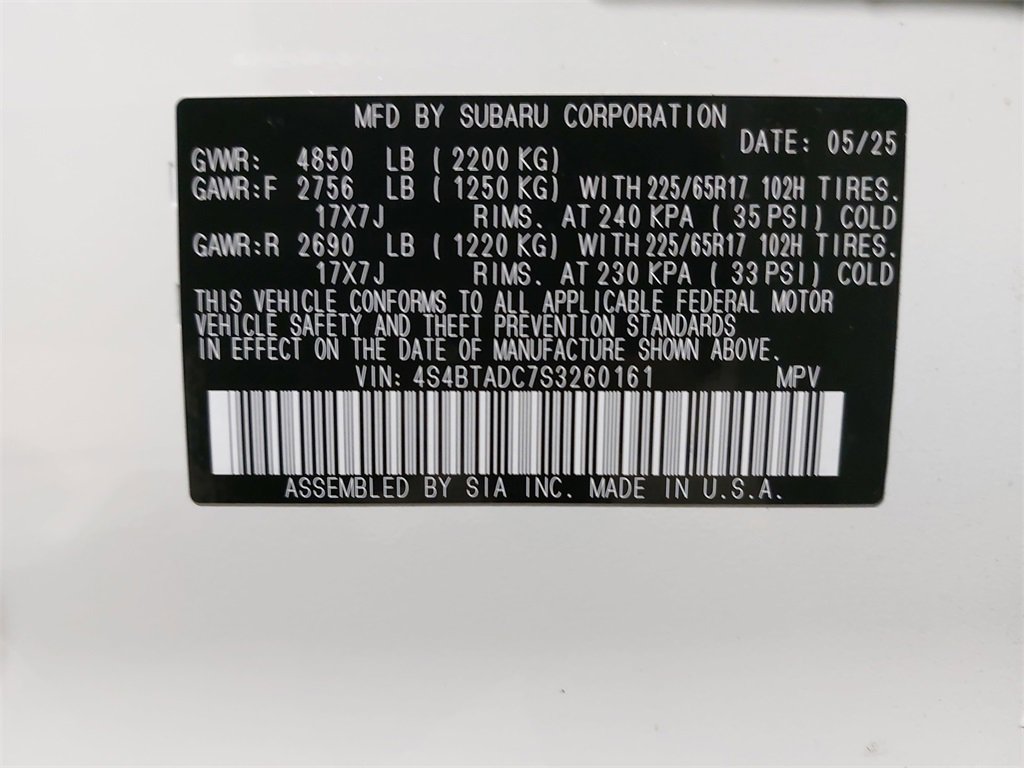 MFD BY SUBARU CORPORATION
DATE: 05/25
GVWR: 4850 LB (2200 KG)
GAWR:F 2756 LB (1250 KG) WITH 225/65R17 102H TIRES.
17X7J RIMS. AT 240 KPA (35 PSI) COLD
GAWR:R 2690 LB (1220 KG) WITH 225/65R17 102H TIRES.
17X7J RIMS. AT 230 KPA (33 PSI) COLD
THIS VEHICLE CONFORMS TO ALL APPLICABLE FEDERAL MOTOR
VEHICLE SAFETY AND THEFT PREVENTION STANDARDS
IN EFFECT ON THE DATE OF MANUFACTURE SHOWN ABOVE.
VIN: 4S4BTADC7S3260161 MPV
ASSEMBLED BY SIA INC. MADE IN U.S.A.